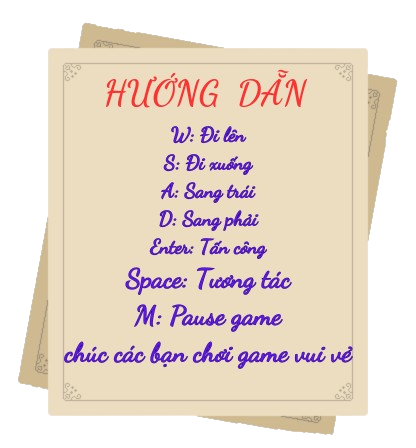 HƯỚNG DẪN
W: Đi lên
S: Đi xuống
A: Sang trái
D: Sang phải
Enter: Tấn công
Space: Tương tác
M: Pause game
chúc các bạn chơi game vui vẻ